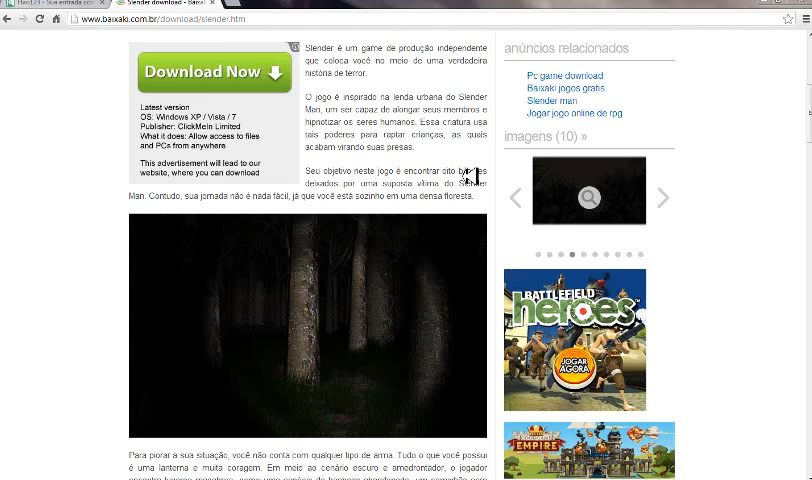 Hao123 - Sua entrada con
Slender download - Baixak
www.baixaki.com.br/download/slender.htm
Download Now
Latest version
OS: Windows XP / Vista / 7
Publisher: ClickMeIn Limited
What it does: Allow access to files
and PCs from anywhere
This advertisement will lead to our
website, where you can download
Slender é um game de produção independente
que coloca você no meio de uma verdadeira
história de terror.
O jogo é inspirado na lenda urbana do Slender
Man, um ser capaz de alongar seus membros e
hipnotizar os seres humanos. Essa criatura usa
tais poderes para raptar crianças, as quais
acabam virando suas presas.
Seu objetivo neste jogo é encontrar oito
deixados por uma suposta vítima do Slender
Man. Contudo, sua jornada não é nada fácil, já que você está sozinho em uma densa floresta.
Para piorar a sua situação, você não conta com qualquer tipo de arma. Tudo o que você possui
é uma lanterna e muita coragem. Em meio ao cenário escuro e amedrontador, o jogador
anúncios relacionados
Pc game download
Baixaki jogos gratis
Slender man
Jogar jogo online de rpg
imagens (10) »
BATTLEFIELD
heroes
JOGAR
AGORA
EMPIRE